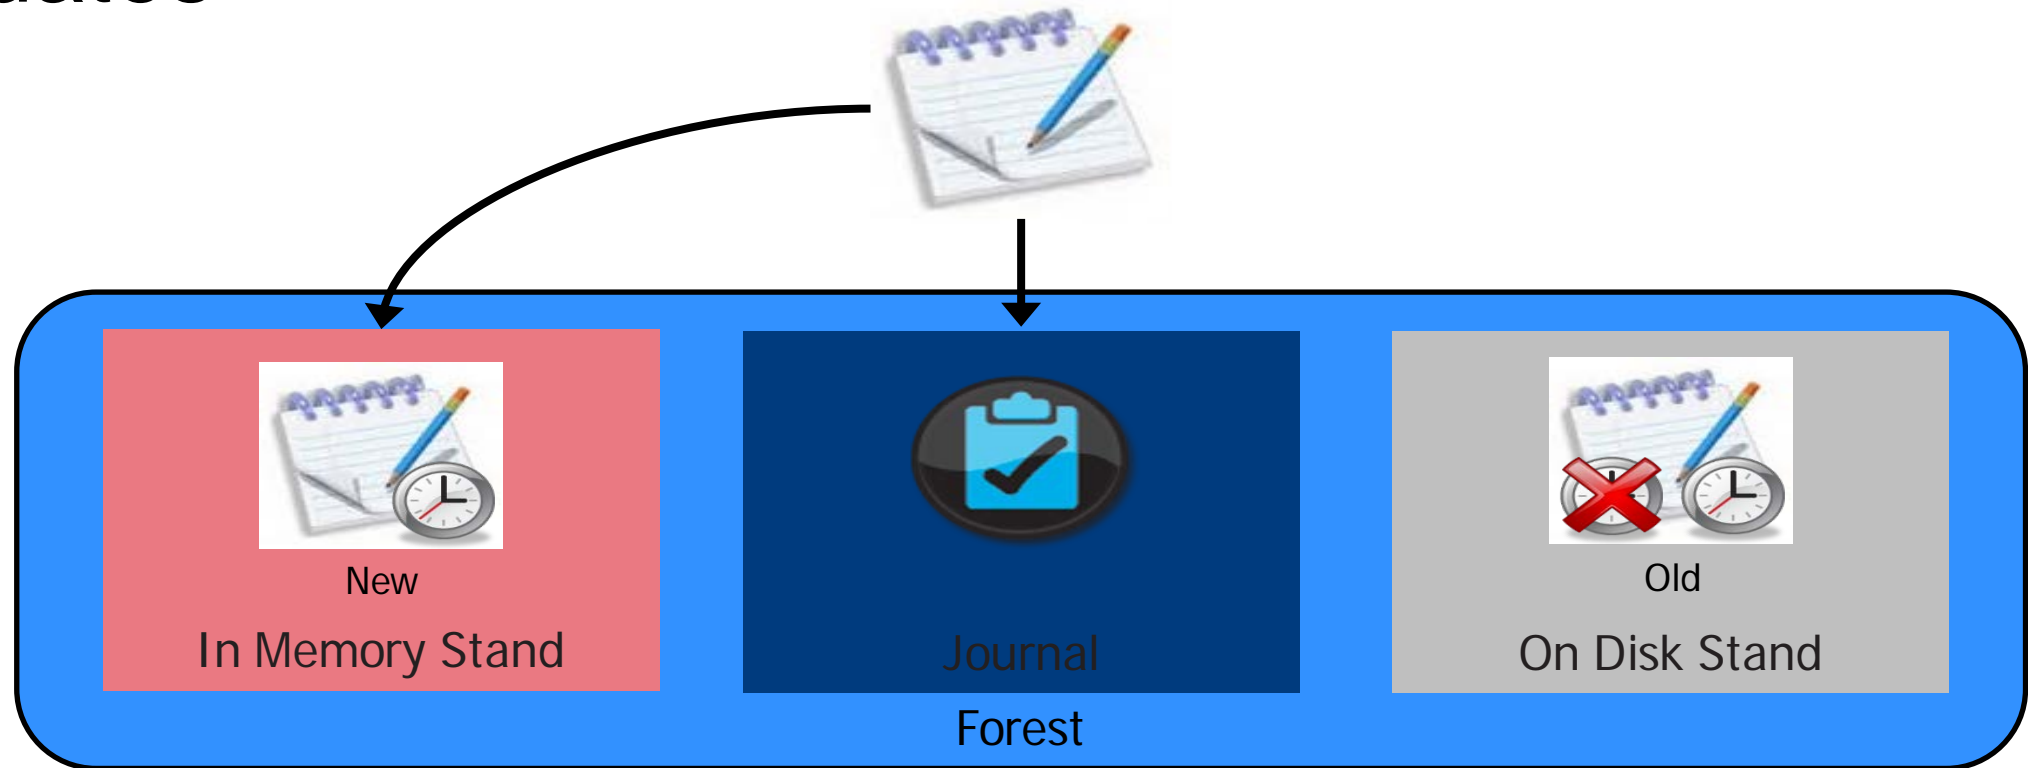 New
In Memory Stand
Journal
Old
On Disk Stand
Forest